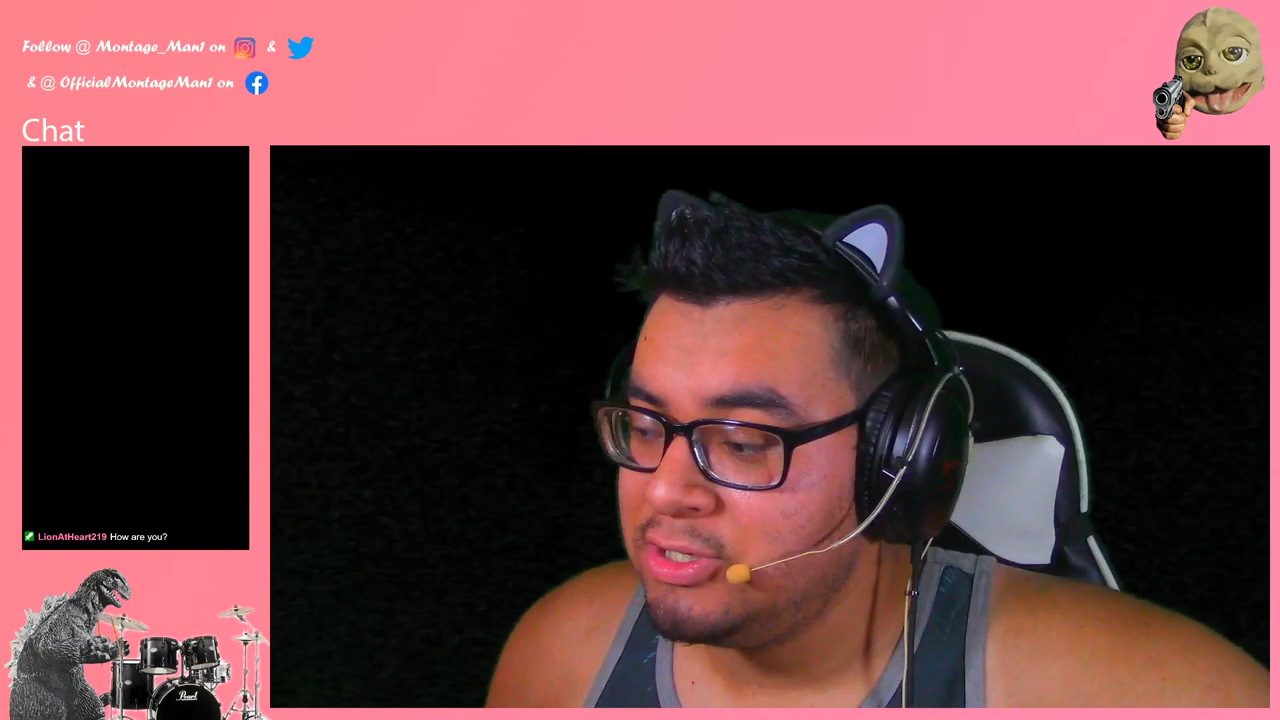 Follow @ Montage_Man1 on &
& @ OfficialMontageMan1 on
Chat
LionAtHeart219 How are you?
Pearl